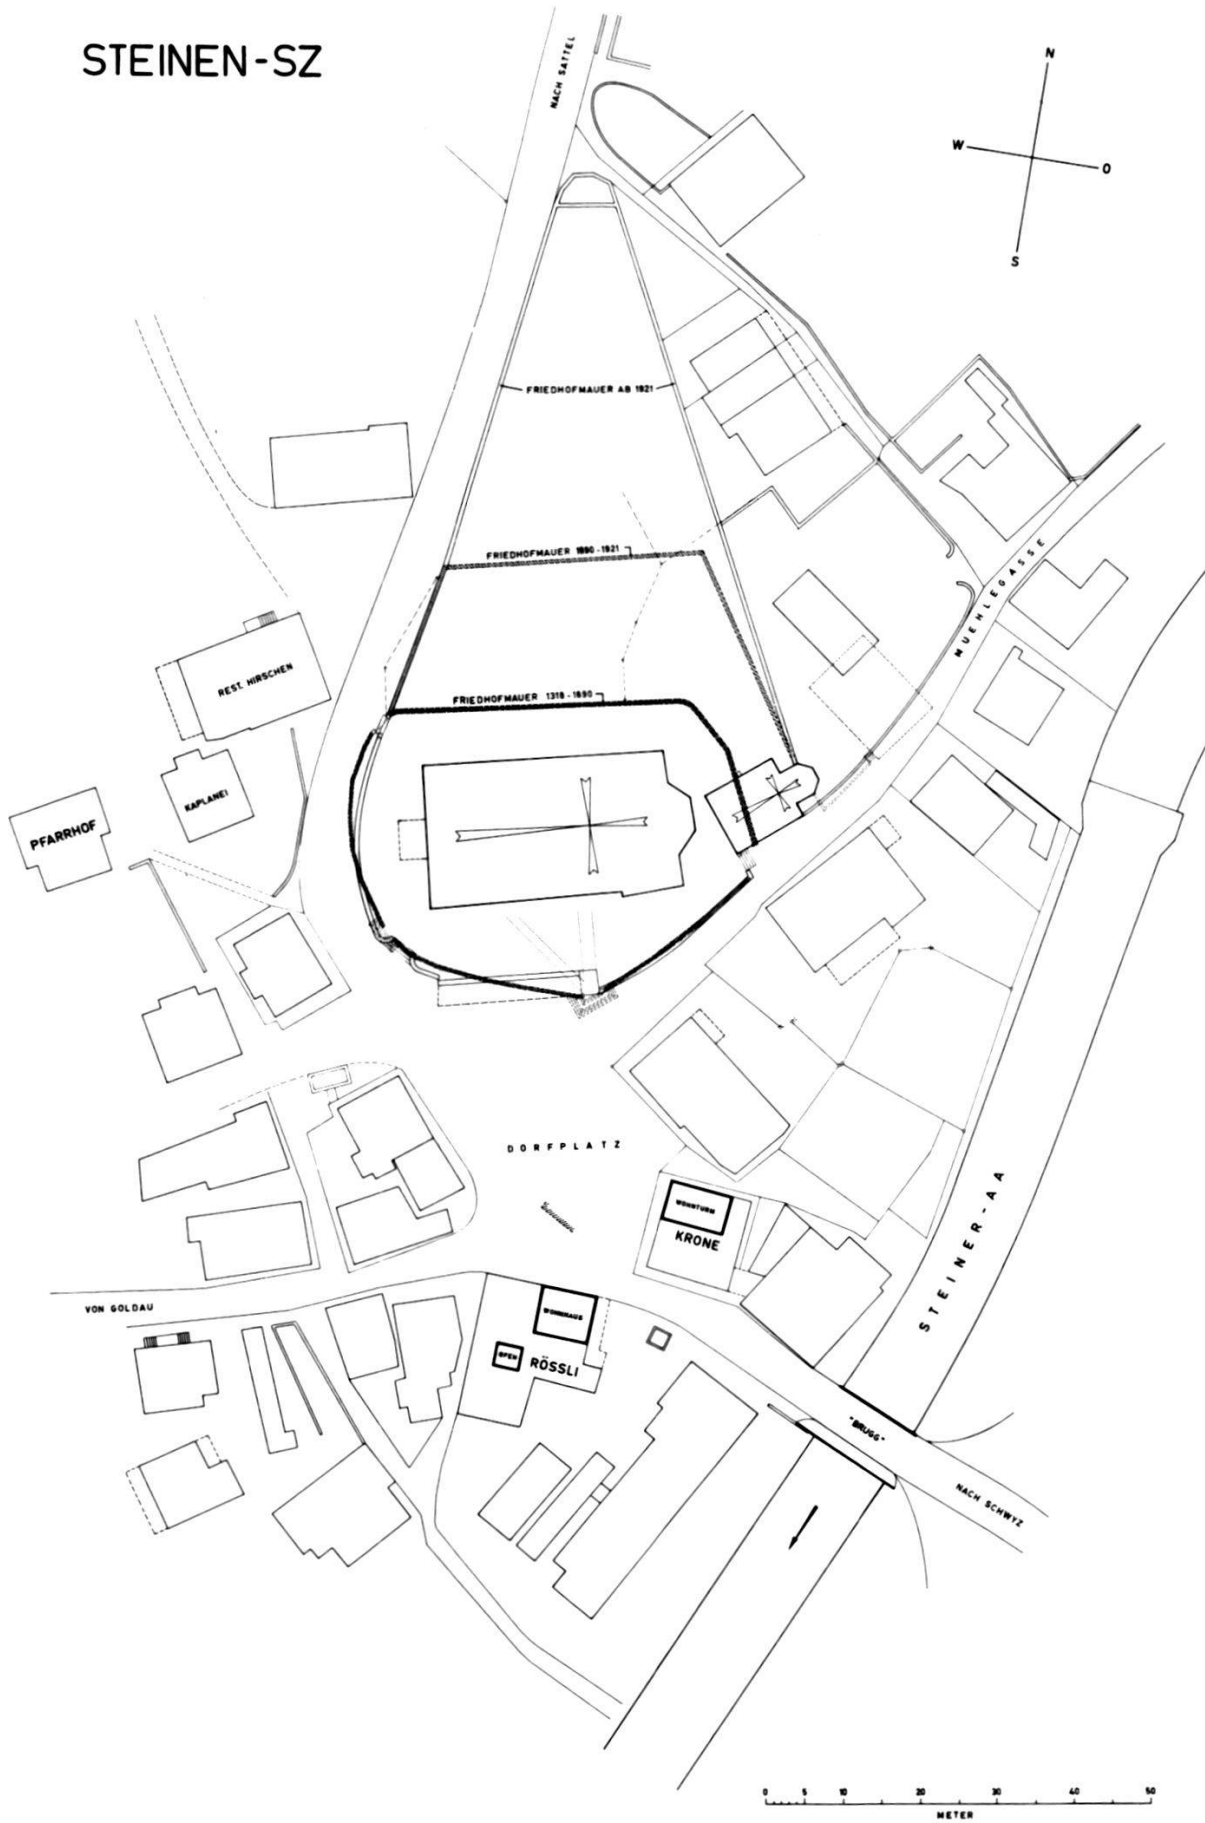 STEINEN-SZ
NACH SATTEL
N
W
O
S
FRIEDHOFMAUER AB 1921
FRIEDHOFMAUER 1890-1921
MUEHLEGASSE
REST. HIRSCHEN
FRIEDHOFMAUER 1318-1890
KAPLANEI
PFARRHOF
DORFPLATZ
WOHNTURM
KRONE
STEINER-AA
VON GOLDAU
WOHNHAUS
OFEN
RÖSSLI
"BRUGG"
NACH SCHWYZ
0 5 10 20 30 40 50
METER